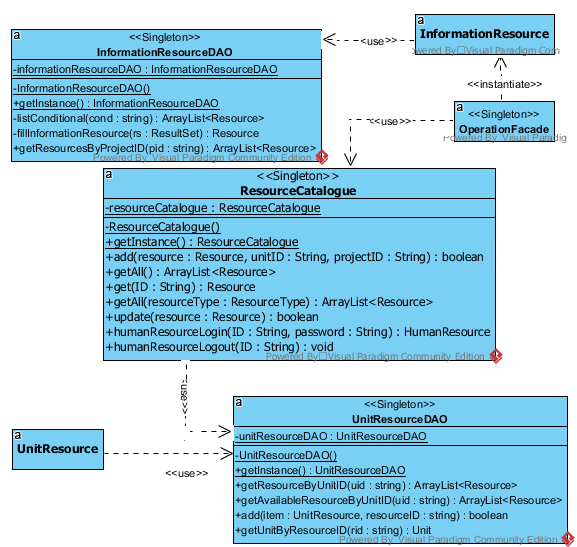 a
<<Singleton>>
InformationResourceDAO
-informationResourceDAO : InformationResourceDAO
-InformationResourceDAO()
+getInstance() : InformationResourceDAO
-listConditional(cond : string) : ArrayList<Resource>
-fillInformationResource(rs : ResultSet) : Resource
+getResorcesByProjectID(pid : string) : ArrayList<Resource>
Powered By Visual Paradigm Community Edition
<<use>>
a
InformationResource
owered By Visual Paradigm Com
<<instantiate>>
a
<<Singleton>>
OperationFacade
Powered By Visual Paradig
<<use>>
a
<<Singleton>>
ResourceCatalogue
-resourceCatalogue : ResourceCatalogue
-ResourceCatalogue()
+getInstance() : ResourceCatalogue
+add(resource : Resource, unitID : String, projectID : String) : boolean
+getAll() : ArrayList<Resource>
+get(ID : String) : Resource
+getAll(resourceType : ResourceType) : ArrayList<Resource>
+update(resource : Resource) : boolean
+humanResourceLogin(ID : String, password : String) : HumanResource
+humanResourceLogout(ID : String) : void
Powered By Visual Paradigm Community Edition
<<use>>
a
UnitResource
<<use>>
a
<<Singleton>>
UnitResourceDAO
-unitResourceDAO : UnitResourceDAO
-UnitResourceDAO()
+getInstance() : UnitResourceDAO
+getResourceByUnitID(uid : string) : ArrayList<Resource>
+getAvailableResourceByUnitID(uid : string) : ArrayList<Resource>
+add(item : UnitResource, resourceID : string) : boolean
+getUnitByResourceID(rid : string) : Unit
Powered By Visual Paradigm Community Edition